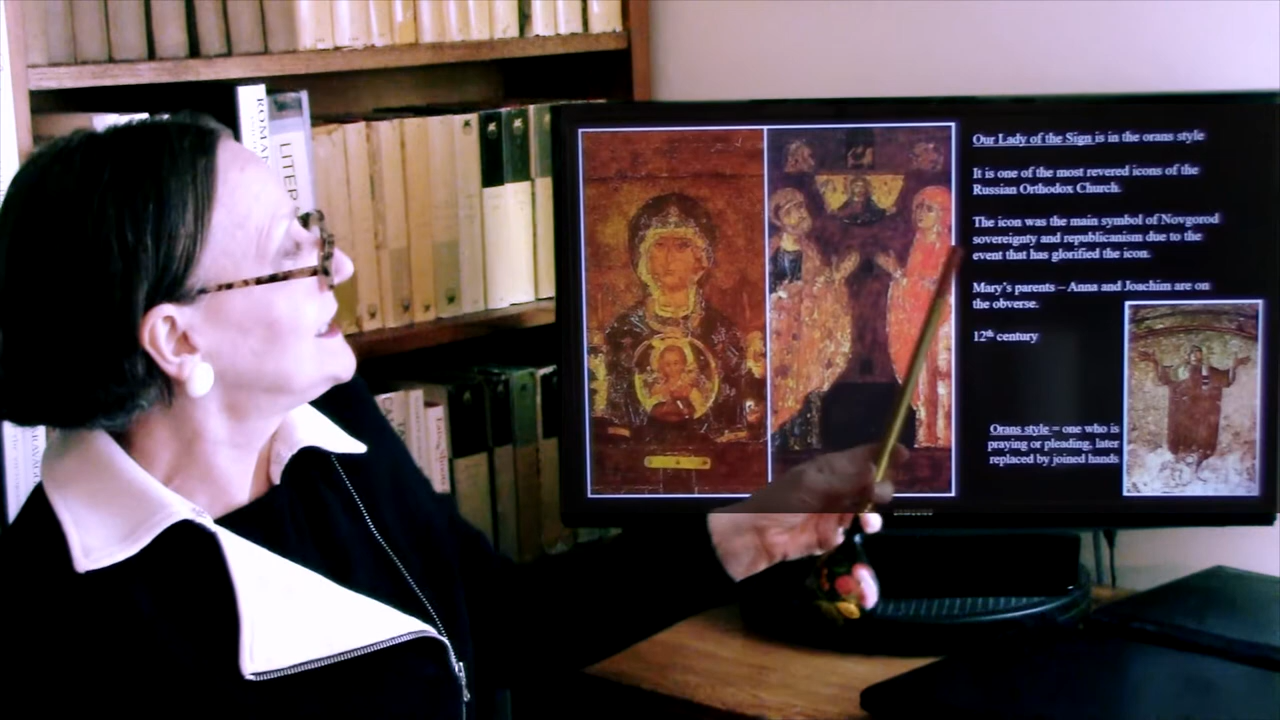 ROMAN
LITER
Our Lady of the Sign is in the orans style
It is one of the most revered icons of the
Russian Orthodox Church.
The icon was the main symbol of Novgorod
sovereignty and republicanism due to the
event that has glorified the icon.
Mary's parents – Anna and Joachim are on
the obverse.
12th century
Orans style = one who is
praying or pleading, later
replaced by joined hands
SAMSUNG